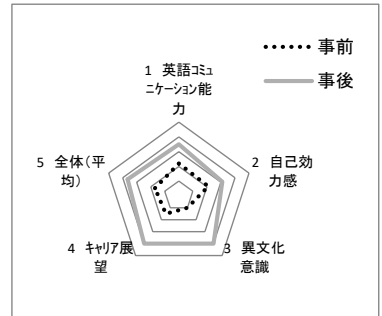 事前
事後
1 英語コミュ
ニケーション能
力
2 自己効
力感
3 異文化
意識
4 キャリア展
望
5 全体(平
均)